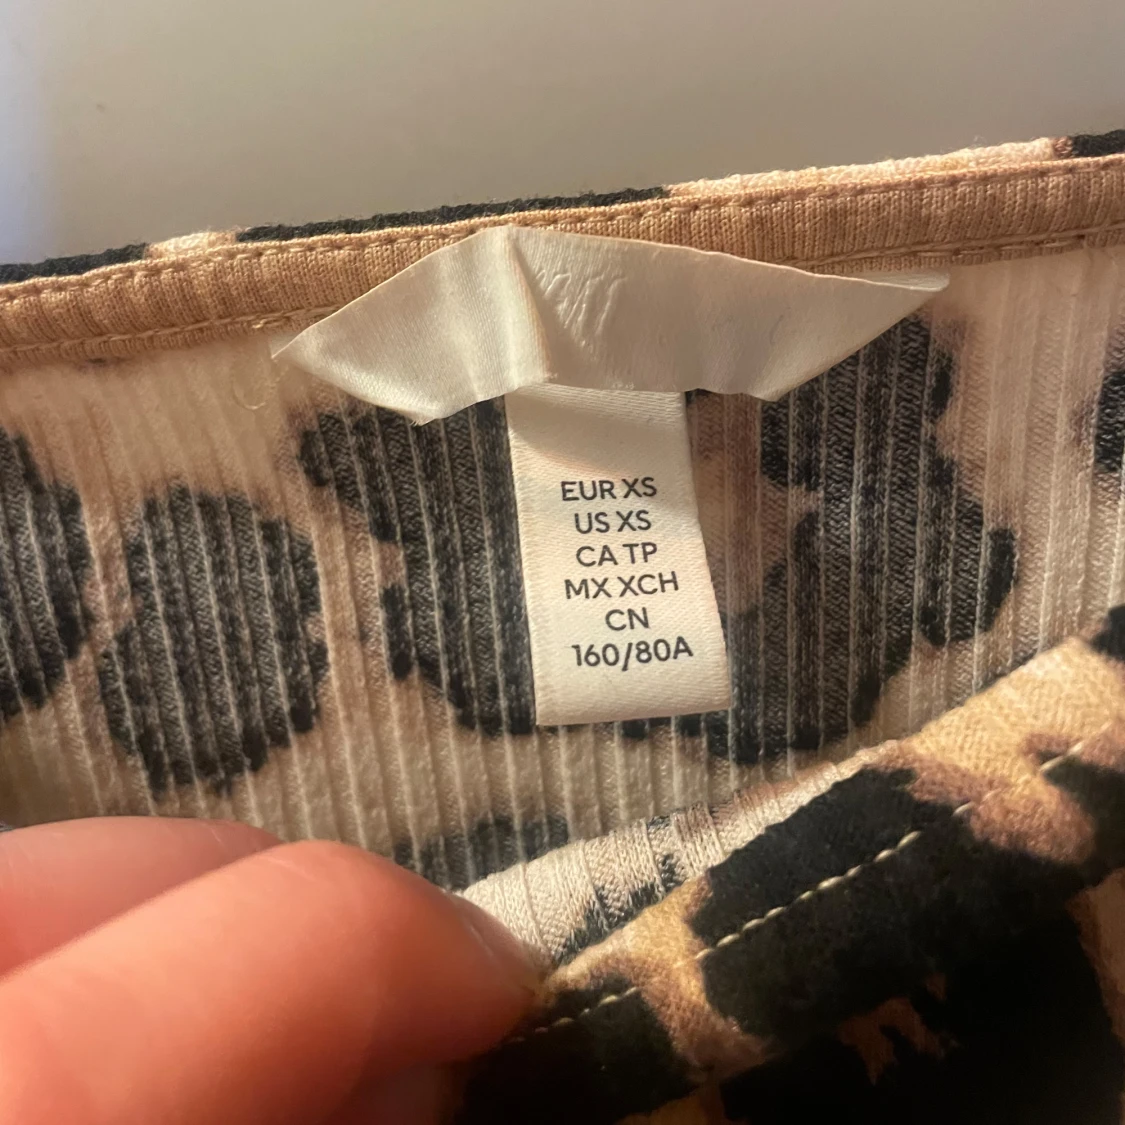 EUR XS
US XS
CA TP
MX XCH
CN
160/80A